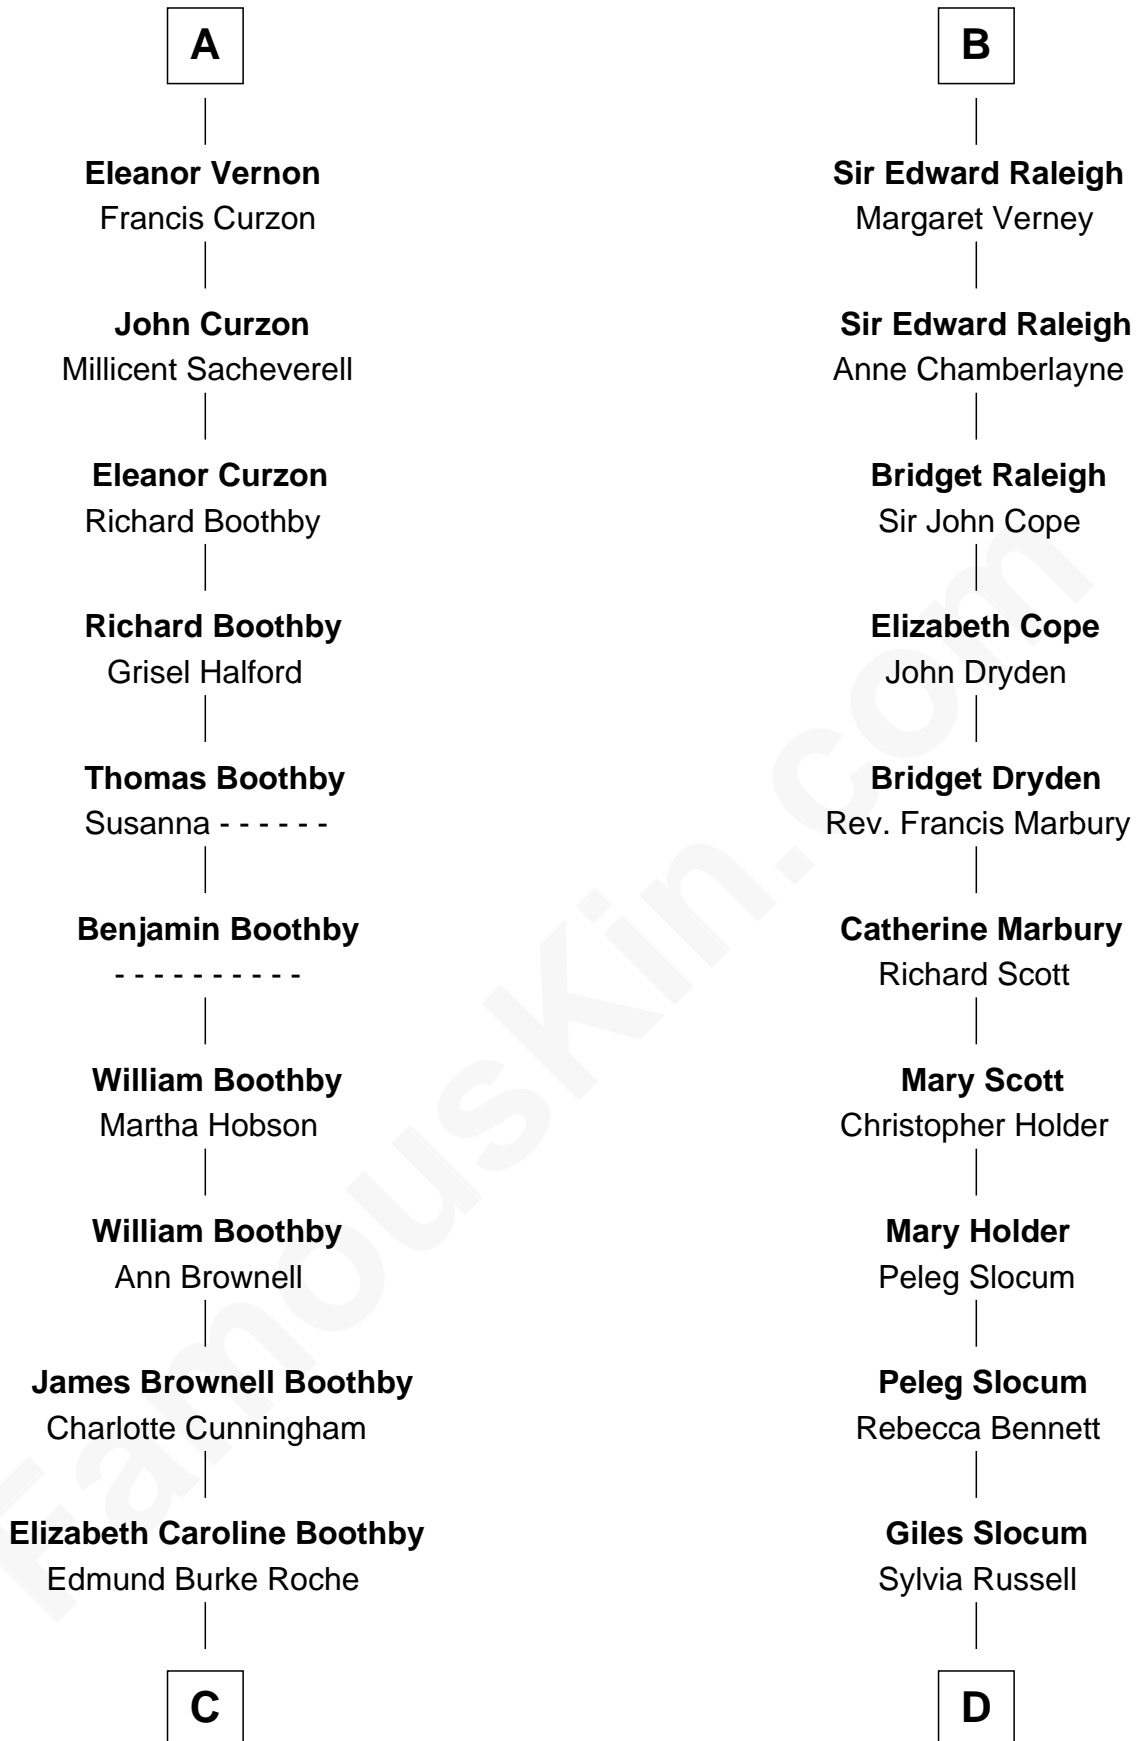 A
Eleanor Vernon
Francis Curzon
John Curzon
Millicent Sacheverell
Eleanor Curzon
Richard Boothby
Richard Boothby
Grisel Halford
Thomas Boothby
Susanna - - - - - -
Benjamin Boothby
- - - - - - - - - -
William Boothby
Martha Hobson
William Boothby
Ann Brownell
James Brownell Boothby
Charlotte Cunningham
Elizabeth Caroline Boothby
Edmund Burke Roche
C
B
Sir Edward Raleigh
Margaret Verney
Sir Edward Raleigh
Anne Chamberlayne
Bridget Raleigh
Sir John Cope
Elizabeth Cope
John Dryden
Bridget Dryden
Rev. Francis Marbury
Catherine Marbury
Richard Scott
Mary Scott
Christopher Holder
Mary Holder
Peleg Slocum
Peleg Slocum
Rebecca Bennett
Giles Slocum
Sylvia Russell
D
FamousKin.com